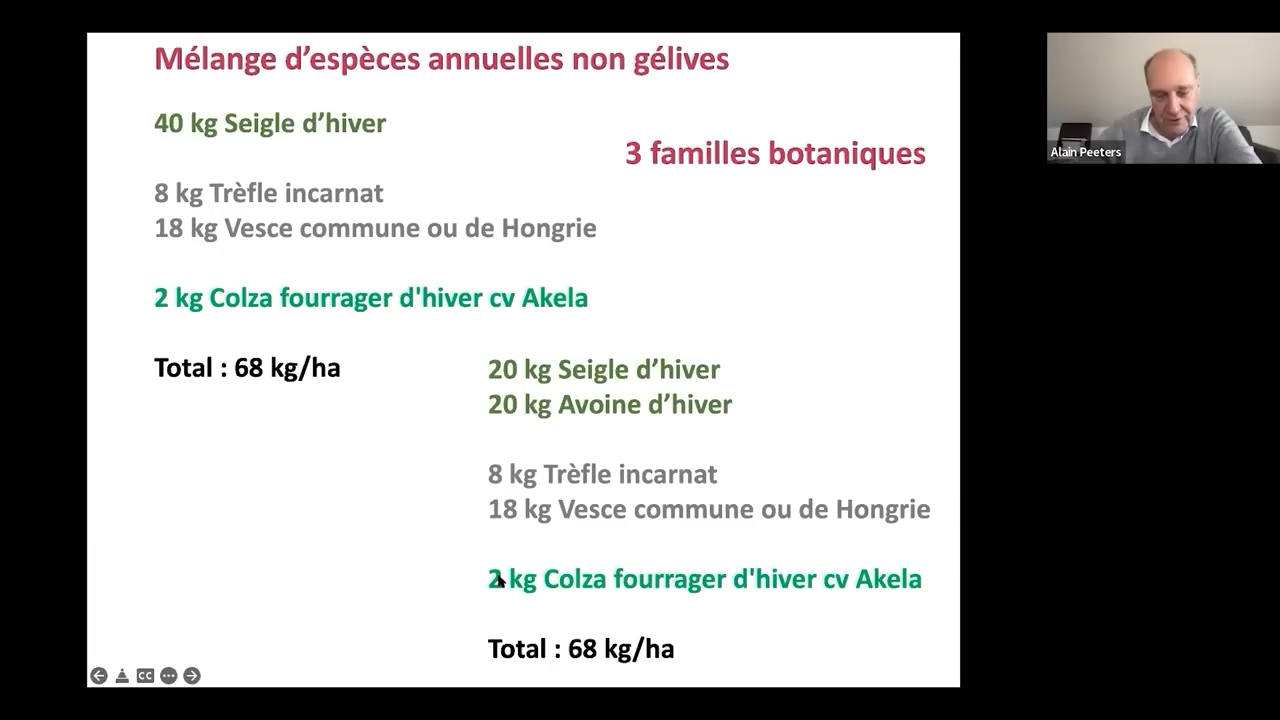 Mélange d’espèces annuelles non gélives
40 kg Seigle d’hiver
3 familles botaniques
8 kg Trèfle incarnat
18 kg Vesce commune ou de Hongrie
2 kg Colza fourrager d'hiver cv Akela
Total : 68 kg/ha
20 kg Seigle d’hiver
20 kg Avoine d’hiver
8 kg Trèfle incarnat
18 kg Vesce commune ou de Hongrie
2 kg Colza fourrager d'hiver cv Akela
Total : 68 kg/ha
Alain Peeters
CC